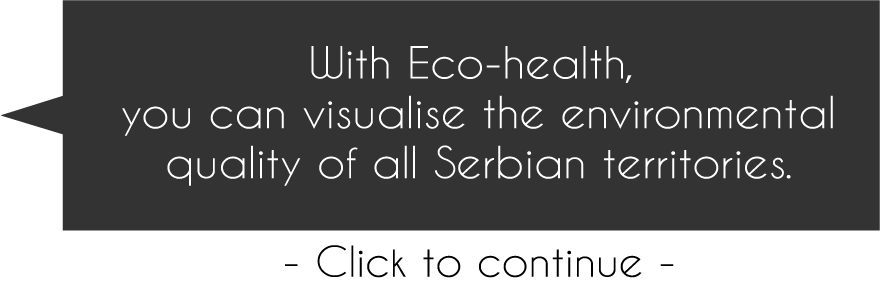 With Eco-health,
you can visualise the environmental
quality of all Serbian territories.
- Click to continue -